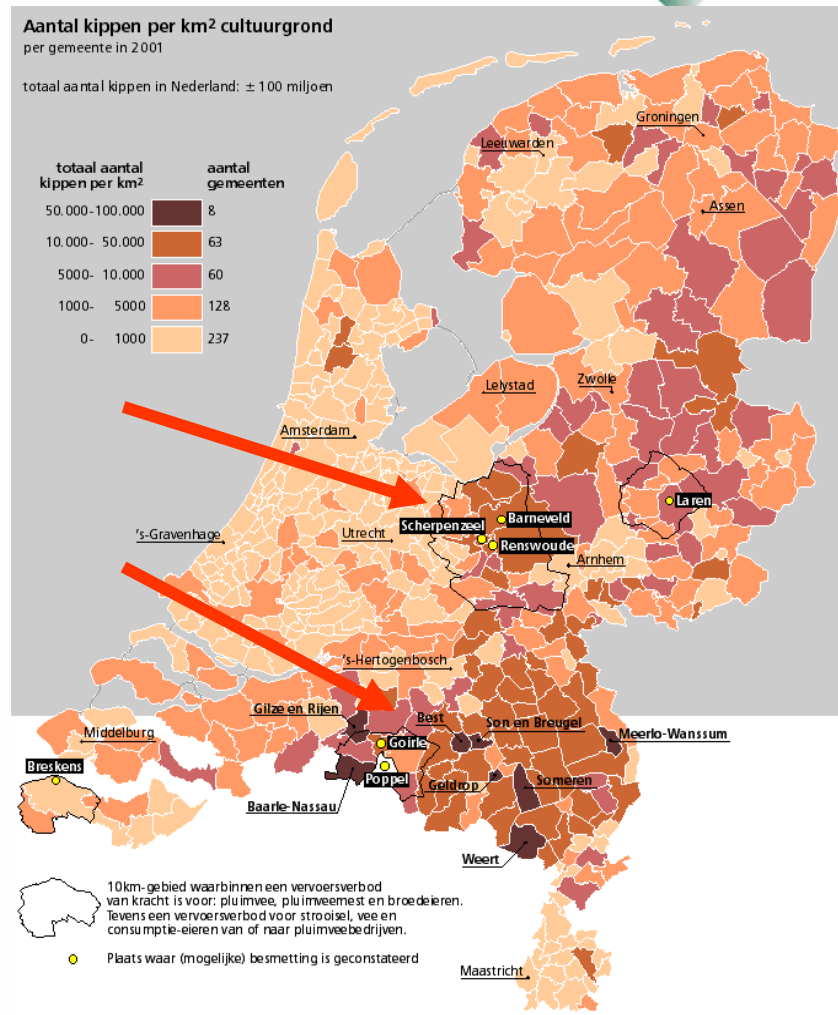 Aantal kippen per km² cultuurgrond
per gemeente in 2001
totaal aantal kippen in Nederland: ± 100 miljoen
totaal aantal
kippen per km²
aantal
gemeenten
50.000-100.000 8
10.000- 50.000 63
5000- 10.000 60
1000- 5000 128
0- 1000 237
Groningen
Leeuwarden
Assen
Zwolle
Lelystad
Amsterdam
Laren
Barneveld
Scherpenzeel
Renswoude
Utrecht
's-Gravenhage
Arnhem
's-Hertogenbosch
Gilze en Rijen
Best
Son en Breugel
Meerlo-Wanssum
Middelburg
Goirle
Breskens
Poppel
Geldrop
Someren
Baarle-Nassau
Weert
10km-gebied waarbinnen een vervoersverbod
van kracht is voor: pluimvee, pluimveemest en broedeieren.
Tevens een vervoersverbod voor strooisel, vee en
consumptie-eieren van of naar pluimveebedrijven.
Plaats waar (mogelijke) besmetting is geconstateerd
Maastricht